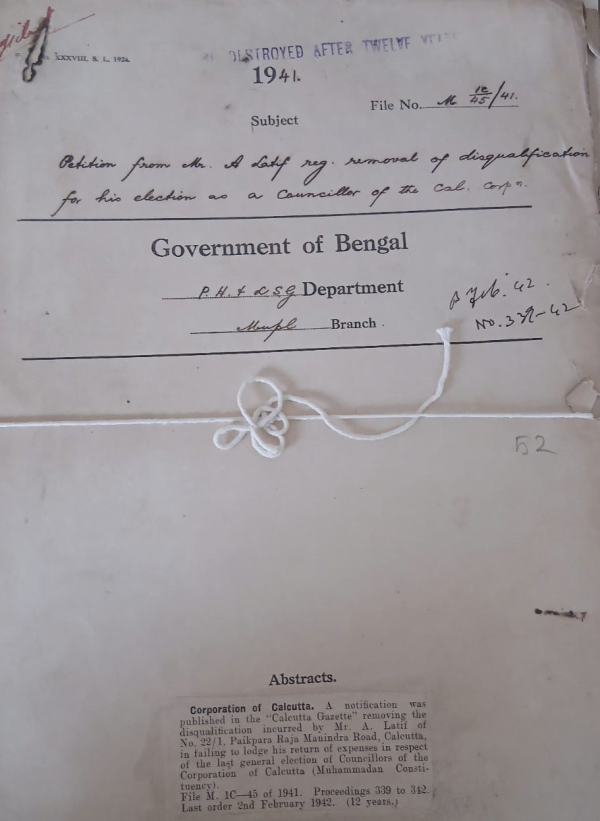 XXXVIII, S. L., 1926.
DESTROYED AFTER TWELVE
1941.
File No. M 1C/45/41.
Subject
Petition from Mr. A Latif reg. removal of disqualification
for his election as a Councillor of the Cal. Corpn.
Government of Bengal
P. H. & L S G Department
Mupl Branch.
Feb. 42.
No. 339-42
52
Abstracts.
Corporation of Calcutta. A notification was
published in the "Calcutta Gazette" removing the
disqualification incurred by Mr. A. Latif of
No. 22/1, Paikpara Raja Manindra Road, Calcutta,
in failing to lodge his return of expenses in respect
of the last general election of Councillors of the
Corporation of Calcutta (Muhammadan Consti-
tuency).
File M. 1C—45 of 1941. Proceedings 339 to 342.
Last order 2nd February 1942. (12 years.)